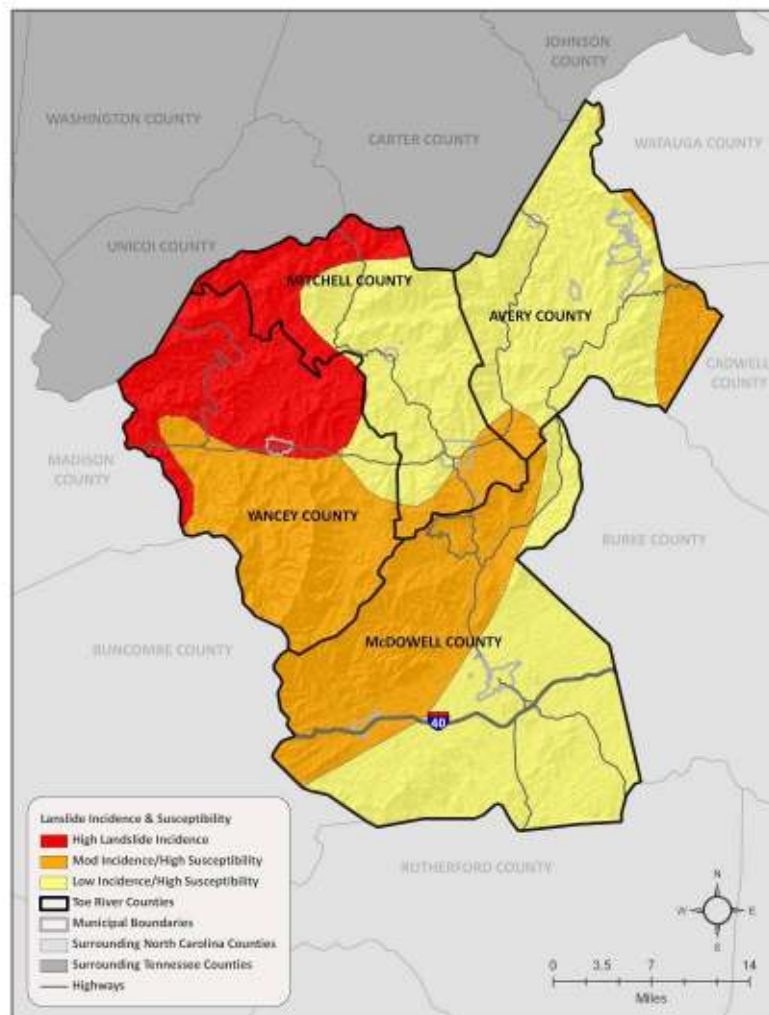 JOHNSON
COUNTY
WASHINGTON COUNTY
CARTER COUNTY
WATAUGA COUNTY
UNICOI COUNTY
MITCHELL COUNTY
AVERY COUNTY
CADWELL
COUNTY
MADISON
COUNTY
YANCEY COUNTY
BURKE COUNTY
BUNCOMBE COUNTY
McDOWELL COUNTY
40
RUTHERFORD COUNTY
Lanslide Incidence & Susceptibility
High Landslide Incidence
Mod Incidence/High Susceptibility
Low Incidence/High Susceptibility
Toe River Counties
Municipal Boundaries
Surrounding North Carolina Counties
Surrounding Tennessee Counties
Highways
N
W E
S
0 3.5 7 14
Miles